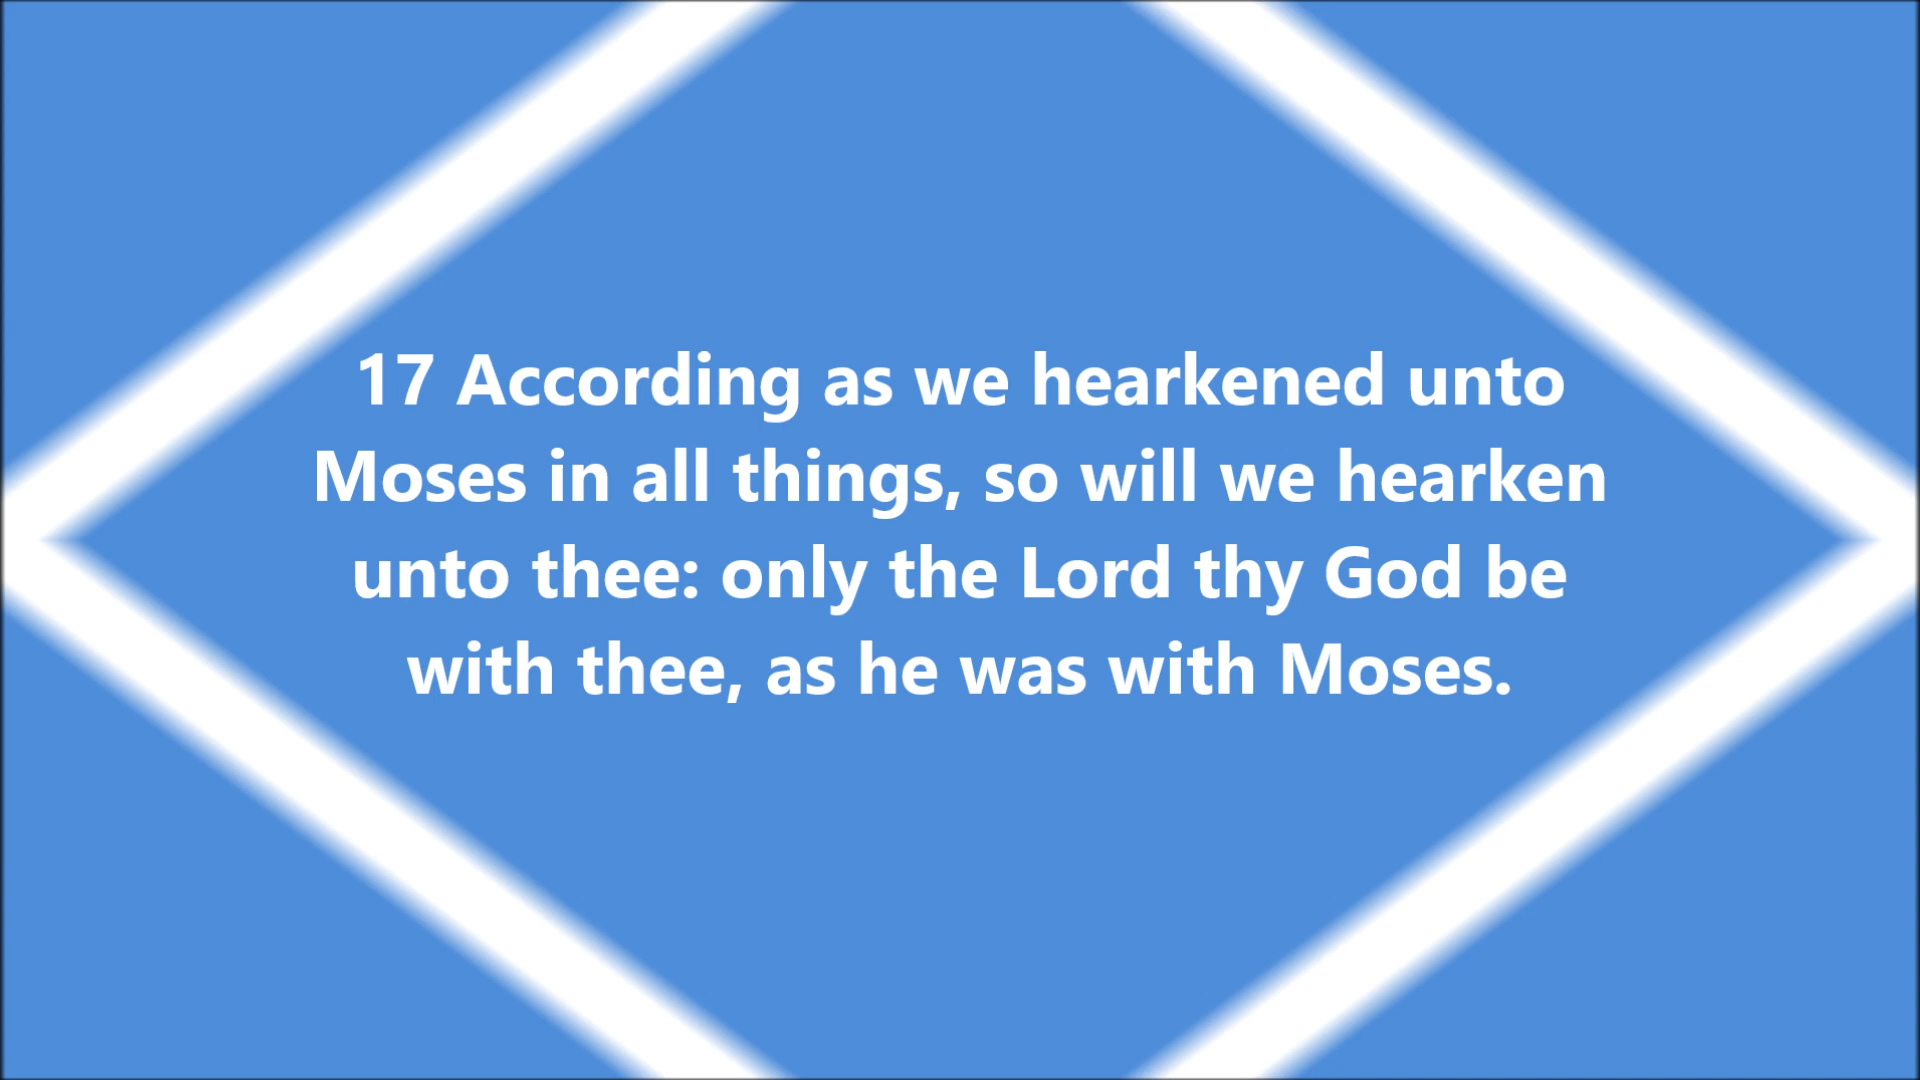 17 According as we hearkened unto
Moses in all things, so will we hearken
unto thee: only the Lord thy God be
with thee, as he was with Moses.